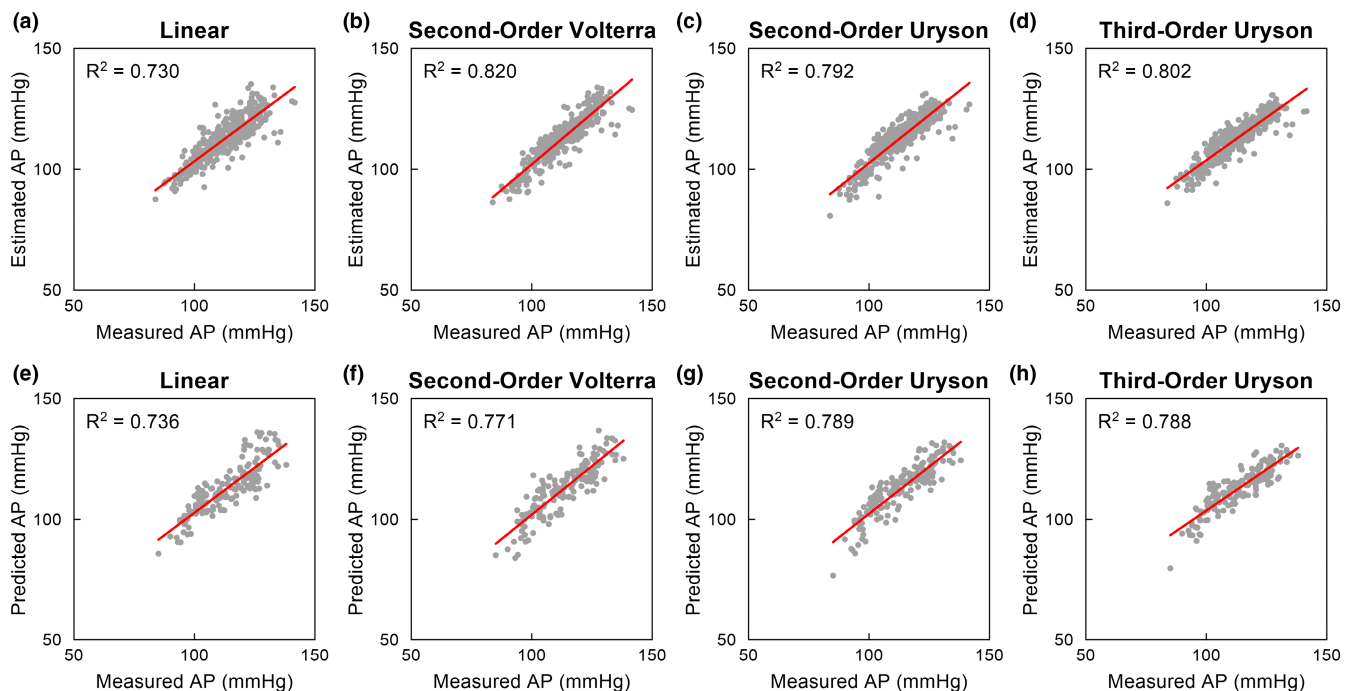 (a) Linear
R² = 0.730
150
100
50
50 100 150
Estimated AP (mmHg)
Measured AP (mmHg)
(b) Second-Order Volterra
R² = 0.820
150
100
50
50 100 150
Estimated AP (mmHg)
Measured AP (mmHg)
(c) Second-Order Uryson
R² = 0.792
150
100
50
50 100 150
Estimated AP (mmHg)
Measured AP (mmHg)
(d) Third-Order Uryson
R² = 0.802
150
100
50
50 100 150
Estimated AP (mmHg)
Measured AP (mmHg)
(e) Linear
R² = 0.736
150
100
50
50 100 150
Predicted AP (mmHg)
Measured AP (mmHg)
(f) Second-Order Volterra
R² = 0.771
150
100
50
50 100 150
Predicted AP (mmHg)
Measured AP (mmHg)
(g) Second-Order Uryson
R² = 0.789
150
100
50
50 100 150
Predicted AP (mmHg)
Measured AP (mmHg)
(h) Third-Order Uryson
R² = 0.788
150
100
50
50 100 150
Predicted AP (mmHg)
Measured AP (mmHg)